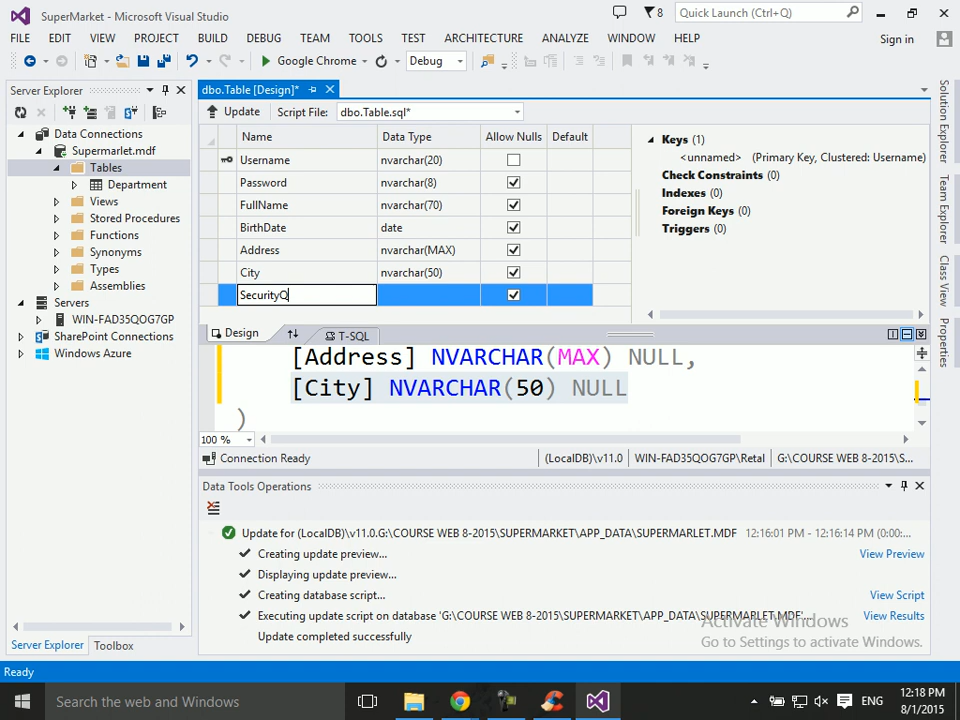 SuperMarket - Microsoft Visual Studio
8
Quick Launch (Ctrl+Q)
FILE EDIT VIEW PROJECT BUILD DEBUG TEAM TOOLS TEST ARCHITECTURE ANALYZE WINDOW HELP
Sign in
Google Chrome
Debug
Server Explorer
Data Connections
Supermarlet.mdf
Tables
Department
Views
Stored Procedures
Functions
Synonyms
Types
Assemblies
Servers
WIN-FAD35QOG7GP
SharePoint Connections
Windows Azure
Server Explorer Toolbox
dbo.Table [Design]*
Update Script File: dbo.Table.sql*
Name Data Type Allow Nulls Default
Username nvarchar(20)
Password nvarchar(8)
FullName nvarchar(70)
BirthDate date
Address nvarchar(MAX)
City nvarchar(50)
SecurityQ
Keys (1)
<unnamed> (Primary Key, Clustered: Username)
Check Constraints (0)
Indexes (0)
Foreign Keys (0)
Triggers (0)
Design T-SQL
[Address] NVARCHAR(MAX) NULL,
[City] NVARCHAR(50) NULL
)
100 %
Connection Ready (LocalDB)\v11.0 WIN-FAD35QOG7GP\Retal G:\COURSE WEB 8-2015\S...
Data Tools Operations
Update for (LocalDB)\v11.0.G:\COURSE WEB 8-2015\SUPERMARKET\APP_DATA\SUPERMARLET.MDF 12:16:01 PM - 12:16:14 PM (0:00:...
Creating update preview... View Preview
Displaying update preview...
Creating database script... View Script
Executing update script on database 'G:\COURSE WEB 8-2015\SUPERMARKET\APP_DATA\SUPERMARLET.MDF'... View Results
Update completed successfully
Activate Windows
Go to Settings to activate Windows.
Solution Explorer
Team Explorer
Class View
Properties
Ready
Search the web and Windows
ENG
12:18 PM
8/1/2015